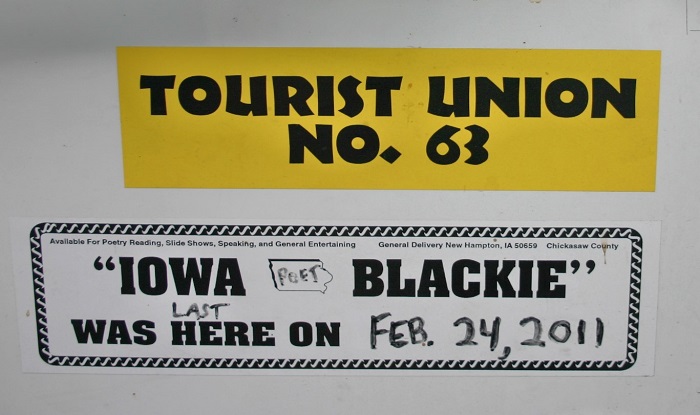 TOURIST UNION
NO. 63
Available For Poetry Reading, Slide Shows, Speaking, and General Entertaining General Delivery New Hampton, IA 50659 Chickasaw County
“IOWA POET BLACKIE”
LAST
WAS HERE ON FEB. 24, 2011